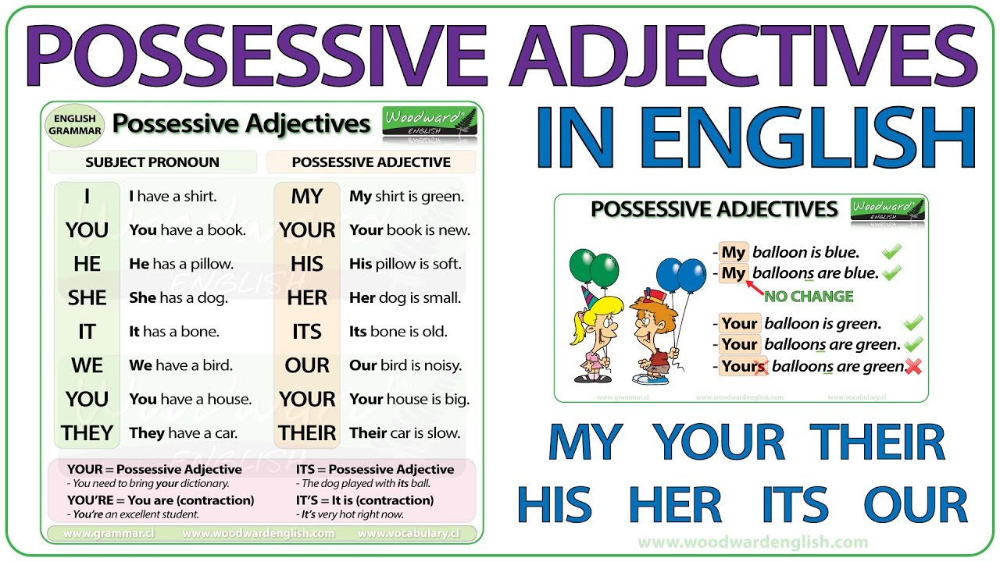 POSSESSIVE ADJECTIVES
IN ENGLISH
ENGLISH
GRAMMAR
Possessive Adjectives
Woodward®
ENGLISH
SUBJECT PRONOUN POSSESSIVE ADJECTIVE
I I have a shirt. MY My shirt is green.
YOU You have a book. YOUR Your book is new.
HE He has a pillow. HIS His pillow is soft.
SHE She has a dog. HER Her dog is small.
IT It has a bone. ITS Its bone is old.
WE We have a bird. OUR Our bird is noisy.
YOU You have a house. YOUR Your house is big.
THEY They have a car. THEIR Their car is slow.
YOUR = Possessive Adjective
- You need to bring your dictionary.
YOU'RE = You are (contraction)
- You're an excellent student.
ITS = Possessive Adjective
- The dog played with its ball.
IT'S = It is (contraction)
- It's very hot right now.
www.grammar.cl www.woodwardenglish.com www.vocabulary.cl
POSSESSIVE ADJECTIVES
Woodward®
ENGLISH
- My balloon is blue.
- My balloons are blue.
NO CHANGE
- Your balloon is green.
- Your balloons are green.
- Yours balloons are green.
www.grammar.cl www.woodwardenglish.com www.vocabulary.cl
MY YOUR THEIR
HIS HER ITS OUR
www.woodwardenglish.com